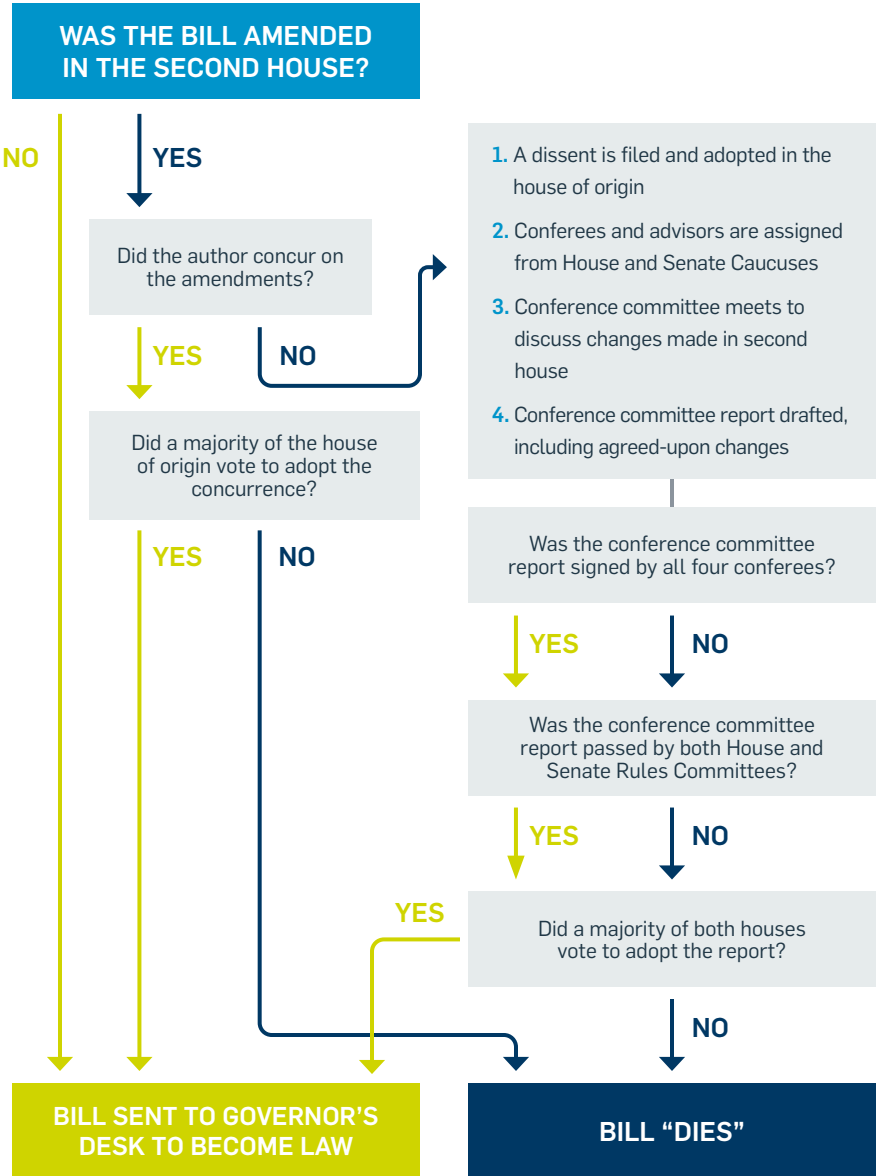 WAS THE BILL AMENDED
IN THE SECOND HOUSE?
NO
YES
Did the author concur on
the amendments?
YES
NO
Did a majority of the house
of origin vote to adopt the
concurrence?
YES
NO
1. A dissent is filed and adopted in the
house of origin
2. Conferees and advisors are assigned
from House and Senate Caucuses
3. Conference committee meets to
discuss changes made in second
house
4. Conference committee report drafted,
including agreed-upon changes
Was the conference committee
report signed by all four conferees?
YES
NO
Was the conference committee
report passed by both House and
Senate Rules Committees?
YES
NO
Did a majority of both houses
vote to adopt the report?
YES
NO
BILL SENT TO GOVERNOR’S
DESK TO BECOME LAW
BILL “DIES”